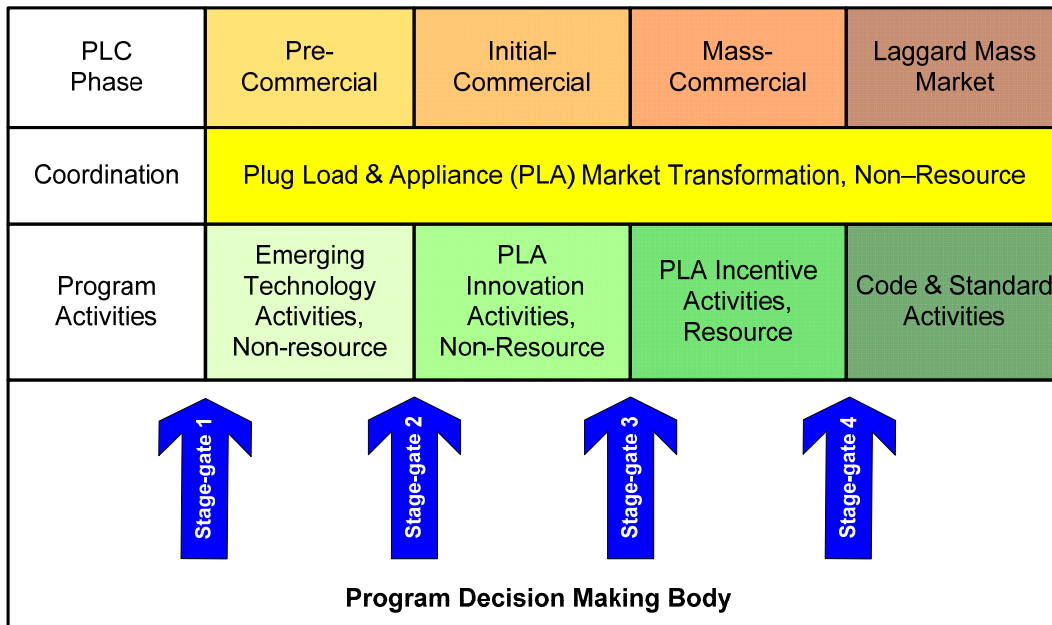 PLC
Phase
Pre-
Commercial
Initial-
Commercial
Mass-
Commercial
Laggard Mass
Market
Coordination
Plug Load & Appliance (PLA) Market Transformation, Non–Resource
Program
Activities
Emerging
Technology
Activities,
Non-resource
PLA
Innovation
Activities,
Non-Resource
PLA Incentive
Activities,
Resource
Code & Standard
Activities
Stage-gate 1
Stage-gate 2
Stage-gate 3
Stage-gate 4
Program Decision Making Body